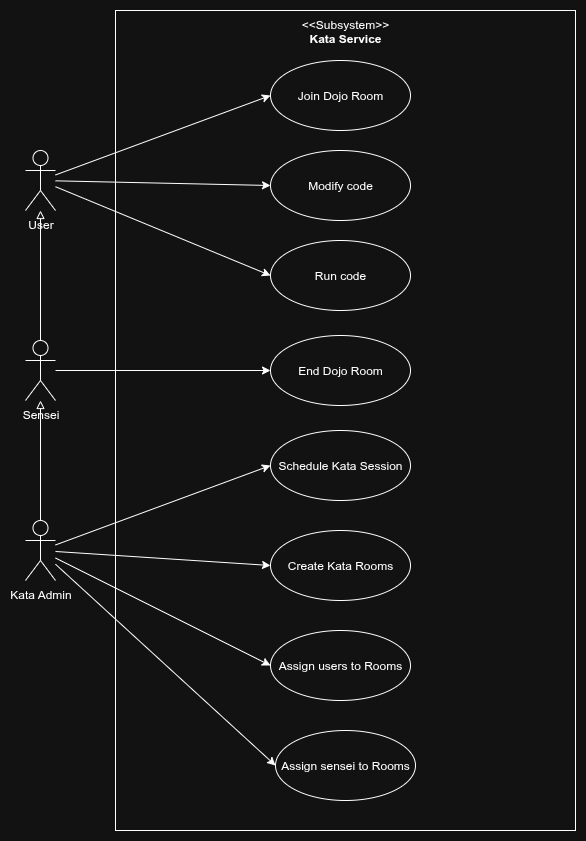 <<Subsystem>>
Kata Service
Join Dojo Room
Modify code
User
Run code
End Dojo Room
Sensei
Schedule Kata Session
Create Kata Rooms
Kata Admin
Assign users to Rooms
Assign sensei to Rooms